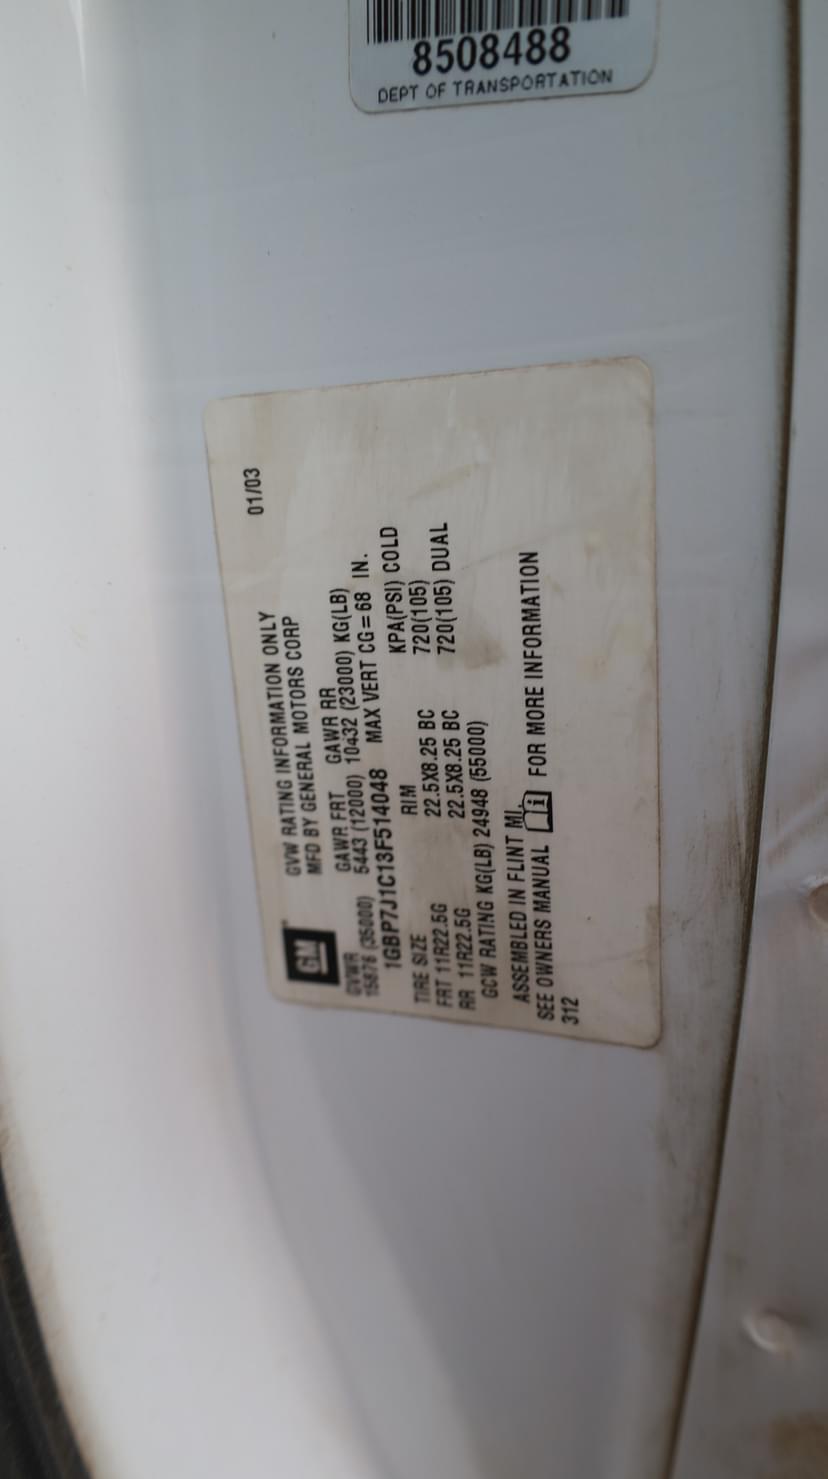 8508488
DEPT OF TRANSPORTATION
01/03
GVW RATING INFORMATION ONLY
MFD BY GENERAL MOTORS CORP
GM
GVWR GAWR FRT GAWR RR
15876 (35000) 5443 (12000) 10432 (23000) KG(LB)
1GBP7J1C13F514048 MAX VERT CG=68 IN.
TIRE SIZE RIM KPA(PSI) COLD
FRT 11R22.5G 22.5X8.25 BC 720(105)
RR 11R22.5G 22.5X8.25 BC 720(105) DUAL
GCW RATING KG(LB) 24948 (55000)
ASSEMBLED IN FLINT MI.
SEE OWNERS MANUAL FOR MORE INFORMATION
312